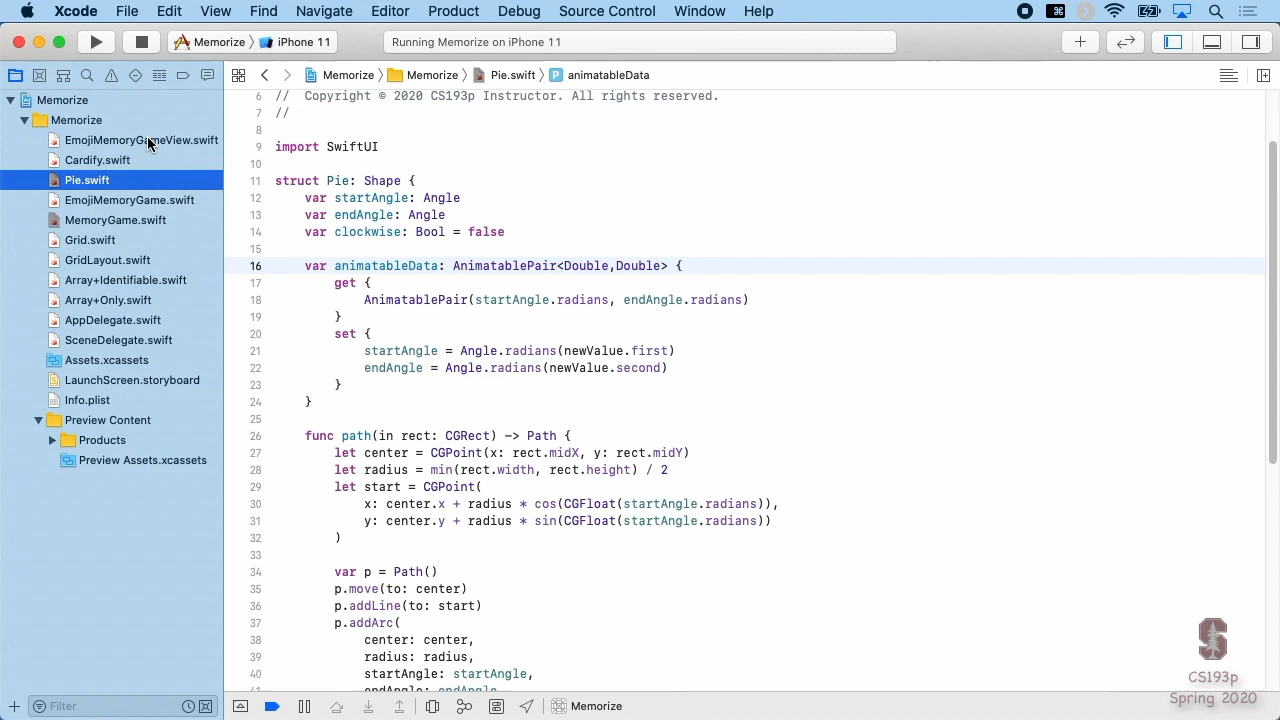 Xcode File Edit View Find Navigate Editor Product Debug Source Control Window Help
Memorize iPhone 11 Running Memorize on iPhone 11
Memorize Memorize Pie.swift P animatableData
Memorize
Memorize
EmojiMemoryGameView.swift
Cardify.swift
Pie.swift
EmojiMemoryGame.swift
MemoryGame.swift
Grid.swift
GridLayout.swift
Array+Identifiable.swift
Array+Only.swift
AppDelegate.swift
SceneDelegate.swift
Assets.xcassets
LaunchScreen.storyboard
Info.plist
Preview Content
Products
Preview Assets.xcassets
Filter
6 // Copyright © 2020 CS193p Instructor. All rights reserved.
7 //
8
9 import SwiftUI
10
11 struct Pie: Shape {
12 var startAngle: Angle
13 var endAngle: Angle
14 var clockwise: Bool = false
15
16 var animatableData: AnimatablePair<Double,Double> {
17 get {
18 AnimatablePair(startAngle.radians, endAngle.radians)
19 }
20 set {
21 startAngle = Angle.radians(newValue.first)
22 endAngle = Angle.radians(newValue.second)
23 }
24 }
25
26 func path(in rect: CGRect) -> Path {
27 let center = CGPoint(x: rect.midX, y: rect.midY)
28 let radius = min(rect.width, rect.height) / 2
29 let start = CGPoint(
30 x: center.x + radius * cos(CGFloat(startAngle.radians)),
31 y: center.y + radius * sin(CGFloat(startAngle.radians))
32 )
33
34 var p = Path()
35 p.move(to: center)
36 p.addLine(to: start)
37 p.addArc(
38 center: center,
39 radius: radius,
40 startAngle: startAngle,
41 endAngle: endAngle
Memorize
CS193p
Spring 2020